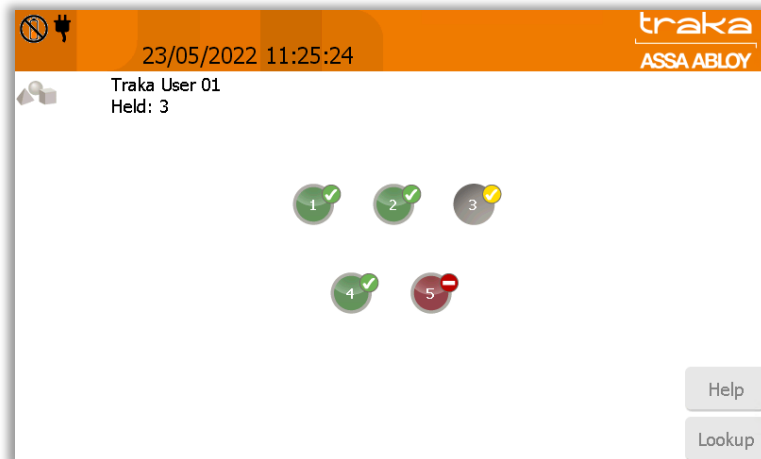 traka
23/05/2022 11:25:24
ASSA ABLOY
Traka User 01
Held: 3
1
2
3
4
5
Help
Lookup